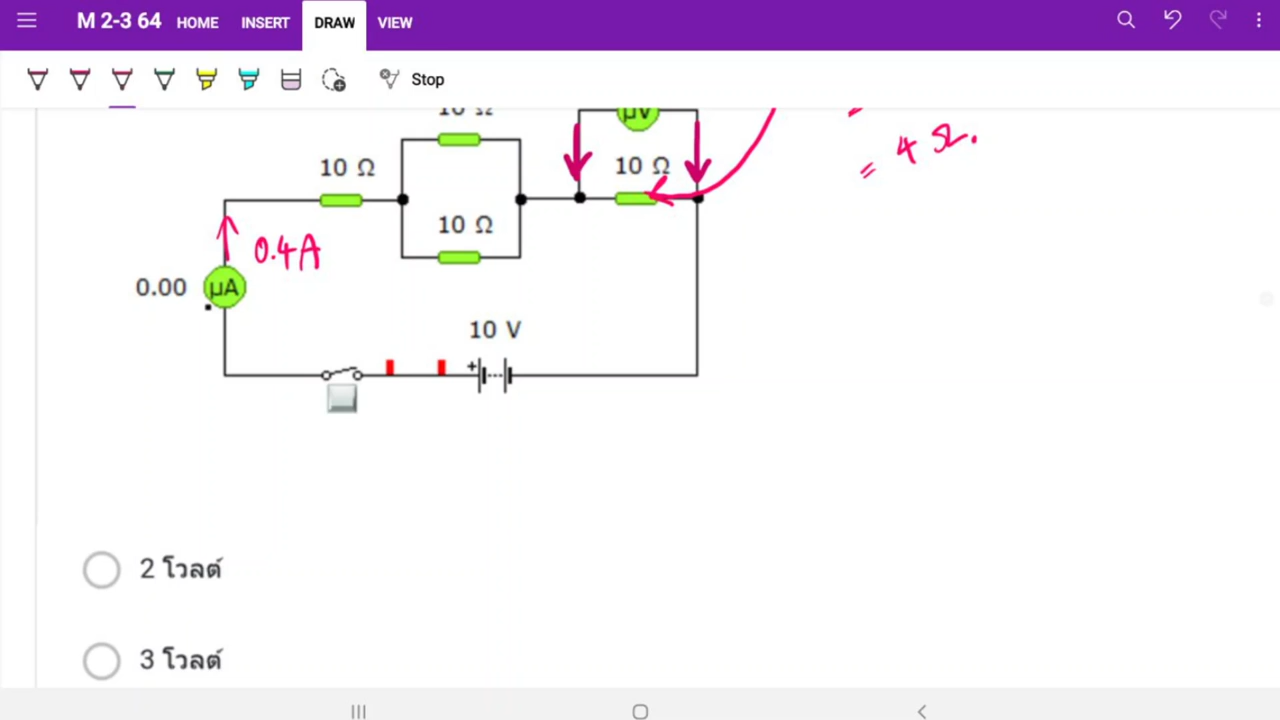 M 2-3 64 HOME INSERT DRAW VIEW
Stop
10 Ω
µV
10 Ω
10 Ω
= 4 Ω.
10 Ω
0.4A
0.00 µA
10 V
+
2 โวลต์
3 โวลต์